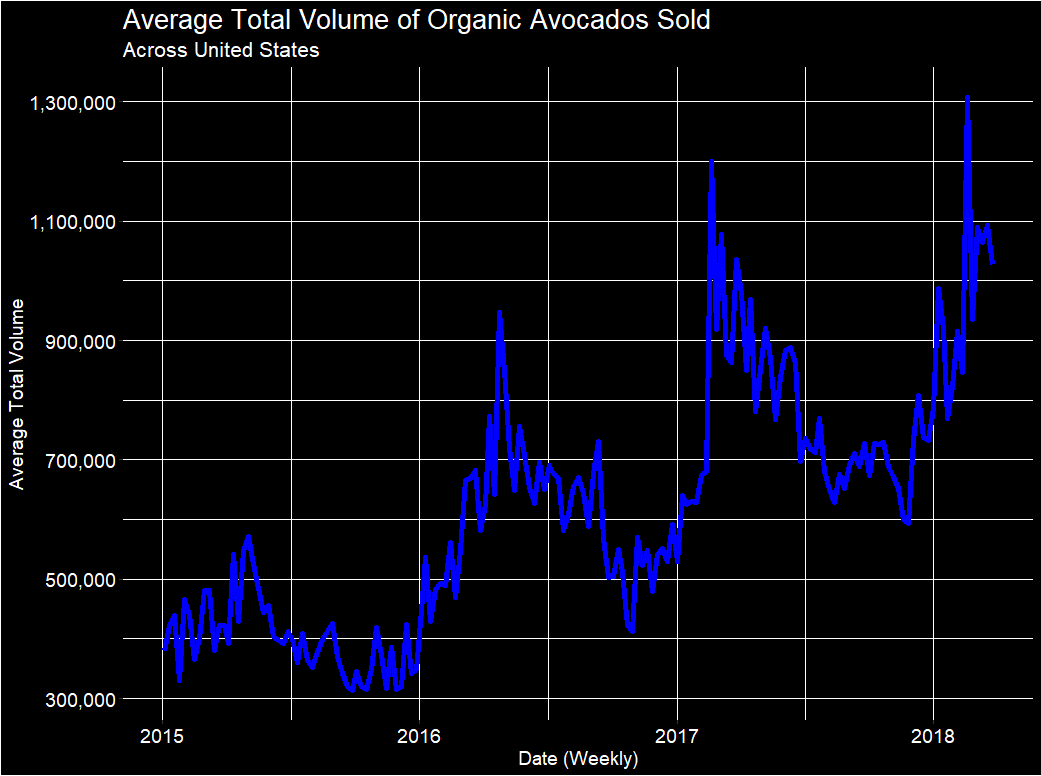 Average Total Volume of Organic Avocados Sold
Across United States
1,300,000
1,100,000
900,000
700,000
500,000
300,000
Average Total Volume
2015
2016
2017
2018
Date (Weekly)